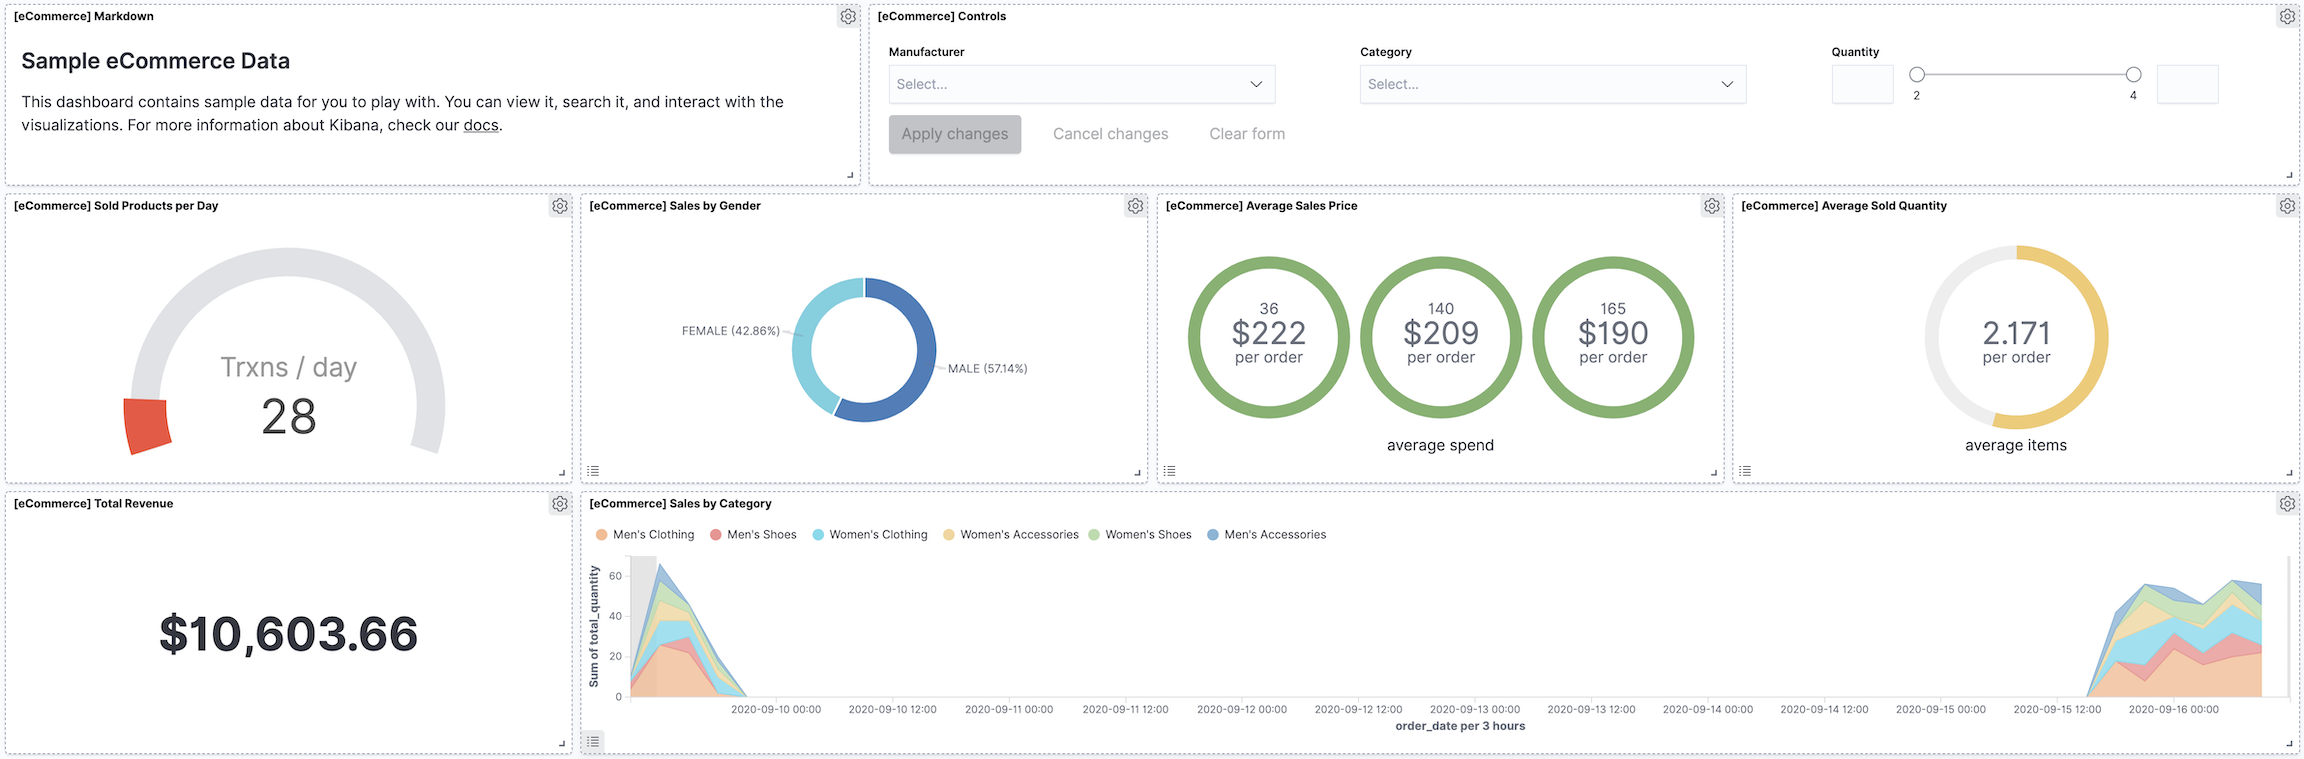 [eCommerce] Markdown
Sample eCommerce Data
This dashboard contains sample data for you to play with. You can view it, search it, and interact with the
visualizations. For more information about Kibana, check our docs.
[eCommerce] Controls
Manufacturer
Select...
Category
Select...
Quantity
2
4
Apply changes
Cancel changes
Clear form
[eCommerce] Sold Products per Day
Trxns / day
28
[eCommerce] Sales by Gender
FEMALE (42.86%)
MALE (57.14%)
[eCommerce] Average Sales Price
36
$222
per order
140
$209
per order
165
$190
per order
average spend
[eCommerce] Average Sold Quantity
2.171
per order
average items
[eCommerce] Total Revenue
$10,603.66
[eCommerce] Sales by Category
Men's Clothing
Men's Shoes
Women's Clothing
Women's Accessories
Women's Shoes
Men's Accessories
Sum of total_quantity
60
40
20
0
2020-09-10 00:00
2020-09-10 12:00
2020-09-11 00:00
2020-09-11 12:00
2020-09-12 00:00
2020-09-12 12:00
2020-09-13 00:00
2020-09-13 12:00
2020-09-14 00:00
2020-09-14 12:00
2020-09-15 00:00
2020-09-15 12:00
2020-09-16 00:00
order_date per 3 hours